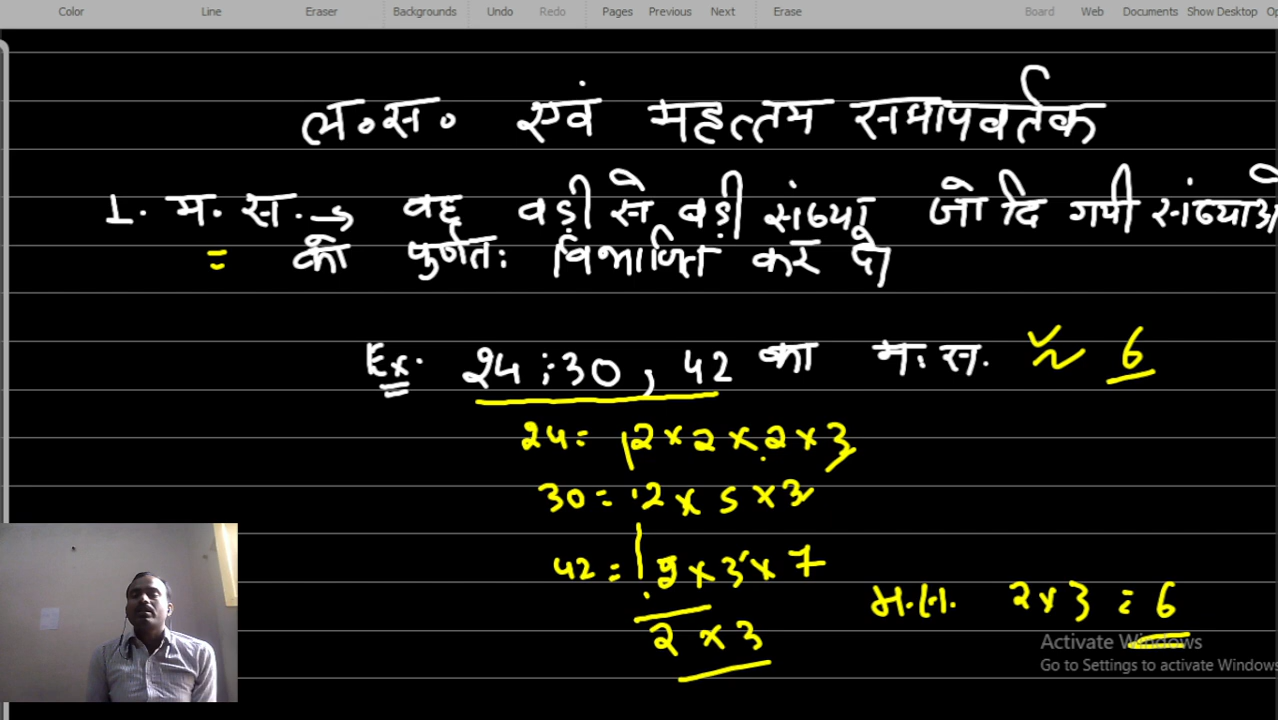 Color Line Eraser Backgrounds Undo Redo Pages Previous Next Erase Board Web Documents Show Desktop Op
ल॰स॰ एवं महत्तम समापवर्तक
1. म. स. → वह बड़ी से बड़ी संख्या जो दि गयी संख्याओ
= को पुर्णतः विभाजित कर दे
Ex. 24 ; 30, 42 का म. स. 6
24 = 2 × 2 × 2 × 3
30 = 2 × 5 × 3
42 = 2 × 3 × 7
म.स. 2 × 3 = 6
2 × 3
Activate Windows
Go to Settings to activate Windows